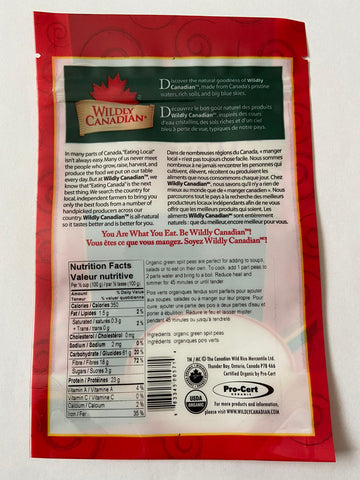 WILDLY
CANADIAN™
Discover the natural goodness of Wildly
Canadian™, made from Canada's pristine
waters, rich soils, and big blue skies.
Découvrez le bon goût naturel des produits
Wildly Canadian™, inspirés des cours
d'eau cristallins, des sols riches et d'un ciel
bleu à perte de vue, typiques de notre pays.
In many parts of Canada, "Eating Local"
isn't always easy. Many of us never meet
the people who grow, raise, harvest, and
produce the food we put on our table
every day. But at Wildly Canadian™, we
know that "Eating Canada" is the next
best thing. We search the country for
local, independent farmers to bring you
only the best foods from a number of
handpicked producers across our
country. Wildly Canadian™ is all-natural
so it tastes better and is better for you.
Dans de nombreuses régions du Canada, « manger
local » n'est pas toujours chose facile. Nous sommes
nombreux à ne jamais rencontrer les personnes qui
cultivent, élèvent, récoltent ou produisent les
aliments que nous consommons chaque jour. Chez
Wildly Canadian™, nous savons qu'il n'y a rien de
mieux au monde que de « manger canadien ». Nous
parcourons tout le pays à la recherche des meilleurs
producteurs locaux et indépendants afin de ne vous
offrir que les meilleurs produits qui soient. Les
aliments Wildly Canadian™ sont entièrement
naturels : que du encore meilleur pour vous.
You Are What You Eat. Be Wildly Canadian™!
Vous êtes ce que vous mangez. Soyez Wildly Canadian™!
Nutrition Facts
Valeur nutritive
Per ½ cup (100 g) / par ½ tasse (100 g)
Amount
Teneur
% Daily Value
% valeur quotidienne
Calories / Calories 350
Fat / Lipides 1.5 g
2 %
Saturated / saturés 0.3 g
+ Trans / trans 0 g
2 %
Cholesterol / Cholestérol 0 mg
Sodium / Sodium 2 mg
0 %
Carbohydrate / Glucides 61 g
20 %
Fibre / Fibres 18 g
72 %
Sugars / Sucres 3 g
Protein / Protéines 23 g
Vitamin A / Vitamine A
4 %
Vitamin C / Vitamine C
0 %
Calcium / Calcium
2 %
Iron / Fer
35 %
Organic green split peas are perfect for adding to soups,
salads or to eat on their own. To cook, add 1 part peas to
2 parts water and bring to a boil. Reduce heat and
simmer for 45 minutes or until tender.
Pois verts organiques fendus sont parfaits pour ajouter aux
soupes, salades ou à manger sur leur propre. Pour
cuire, ajoutez une partie pois à 2 parties d'eau et porter à
ébullition. Réduire le feu et laisser mijoter
pendant 45 minutes ou jusqu'à tendreté.
Ingredients: organic green split peas
Ingrédients: pois verts organiques
TM / MC © The Canadian Wild Rice Mercantile Ltd.
Thunder Bay, Ontario, Canada P7B 4A6
Certified Organic by Pro-Cert
USDA
ORGANIC
Pro-Cert
ORGANIC
For more products and information,
please visit WWW.WILDLYCANADIAN.COM